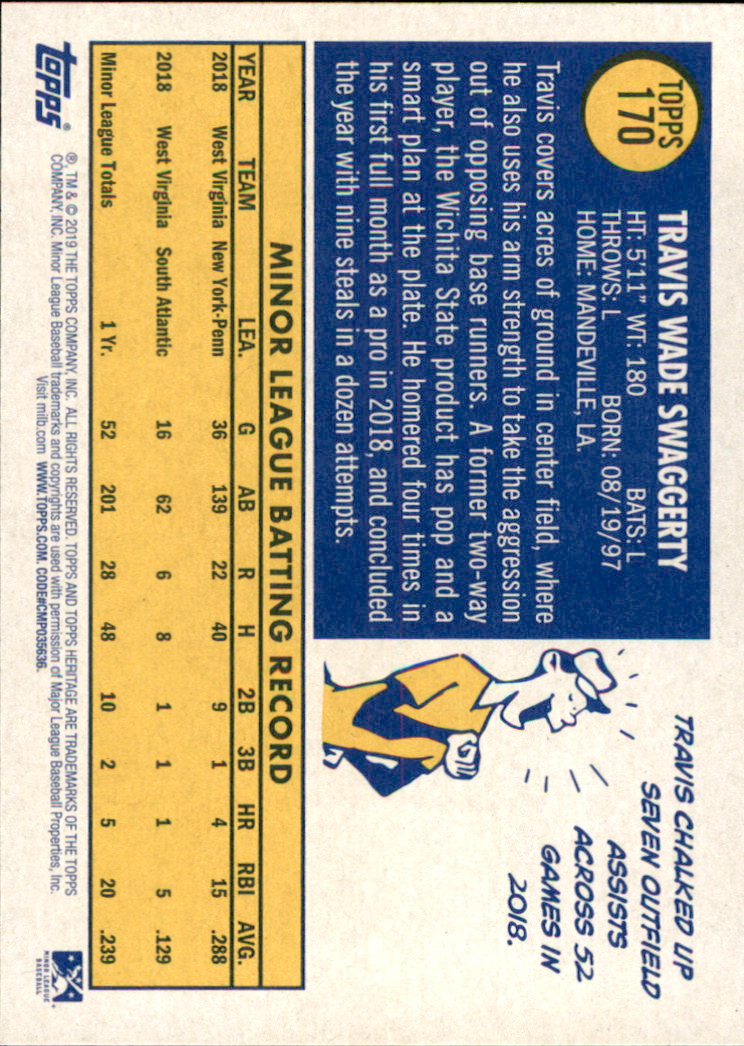 TOPPS
170
TRAVIS WADE SWAGGERTY
HT: 5'11" WT: 180 BATS: L
THROWS: L BORN: 08/19/97
HOME: MANDEVILLE, LA.
Travis covers acres of ground in center field, where
he also uses his arm strength to take the aggression
out of opposing base runners. A former two-way
player, the Wichita State product has pop and a
smart plan at the plate. He homered four times in
his first full month as a pro in 2018, and concluded
the year with nine steals in a dozen attempts.
TRAVIS CHALKED UP
SEVEN OUTFIELD
ASSISTS
ACROSS 52
GAMES IN
2018.
MINOR LEAGUE BATTING RECORD
YEAR TEAM LEA. G AB R H 2B 3B HR RBI AVG.
2018 West Virginia New York-Penn 36 139 22 40 9 1 4 15 .288
2018 West Virginia South Atlantic 16 62 6 8 1 1 1 5 .129
Minor League Totals 1 Yr. 52 201 28 48 10 2 5 20 .239
topps®
®, TM & © 2019 THE TOPPS COMPANY, INC. ALL RIGHTS RESERVED. TOPPS AND TOPPS HERITAGE ARE TRADEMARKS OF THE TOPPS
COMPANY, INC. Minor League Baseball trademarks and copyrights are used with permission of Major League Baseball Properties, Inc.
Visit milb.com WWW.TOPPS.COM. CODE#CMP035636.
MINOR LEAGUE
BASEBALL